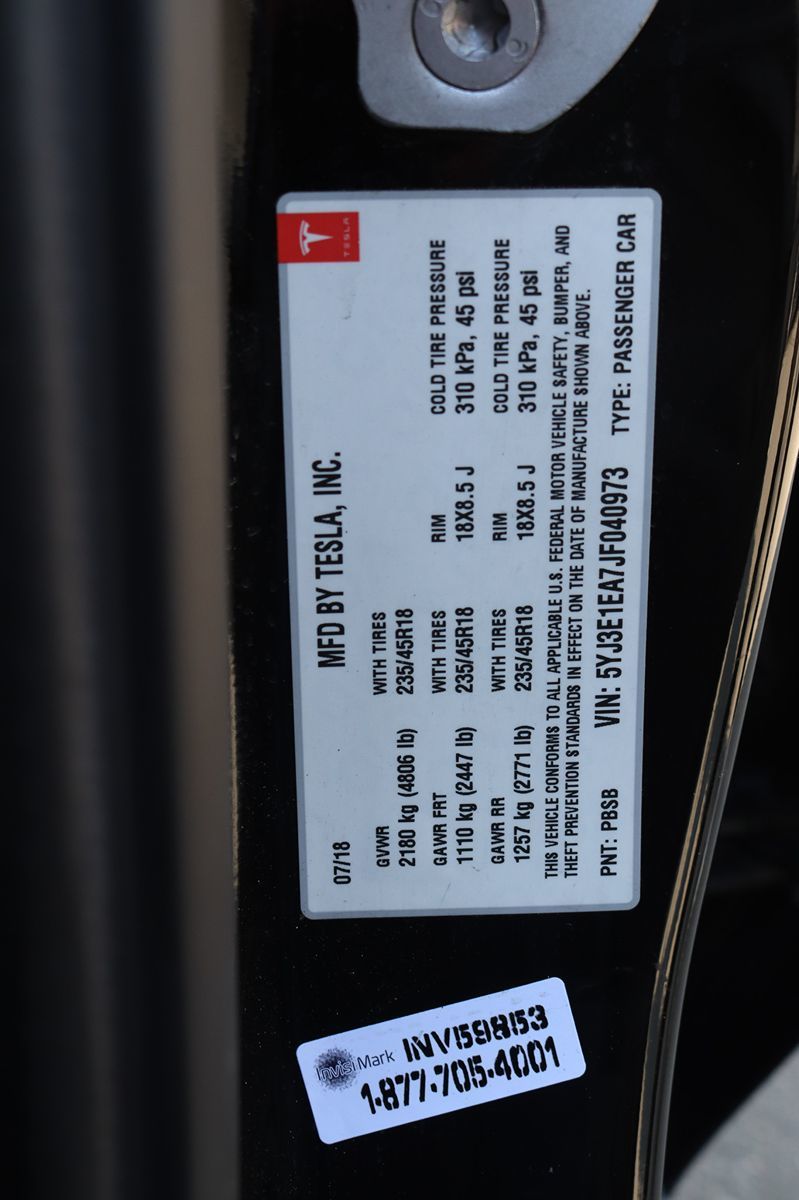 TESLA
MFD BY TESLA, INC.
07/18
GVWR WITH TIRES
2180 kg (4806 lb) 235/45R18
GAWR FRT WITH TIRES RIM COLD TIRE PRESSURE
1110 kg (2447 lb) 235/45R18 18X8.5 J 310 kPa, 45 psi
GAWR RR WITH TIRES RIM COLD TIRE PRESSURE
1257 kg (2771 lb) 235/45R18 18X8.5 J 310 kPa, 45 psi
THIS VEHICLE CONFORMS TO ALL APPLICABLE U.S. FEDERAL MOTOR VEHICLE SAFETY, BUMPER, AND
THEFT PREVENTION STANDARDS IN EFFECT ON THE DATE OF MANUFACTURE SHOWN ABOVE.
PNT: PBSB VIN: 5YJ3E1EA7JF040973 TYPE: PASSENGER CAR
InvisiMark INV59853
1-877-705-4001